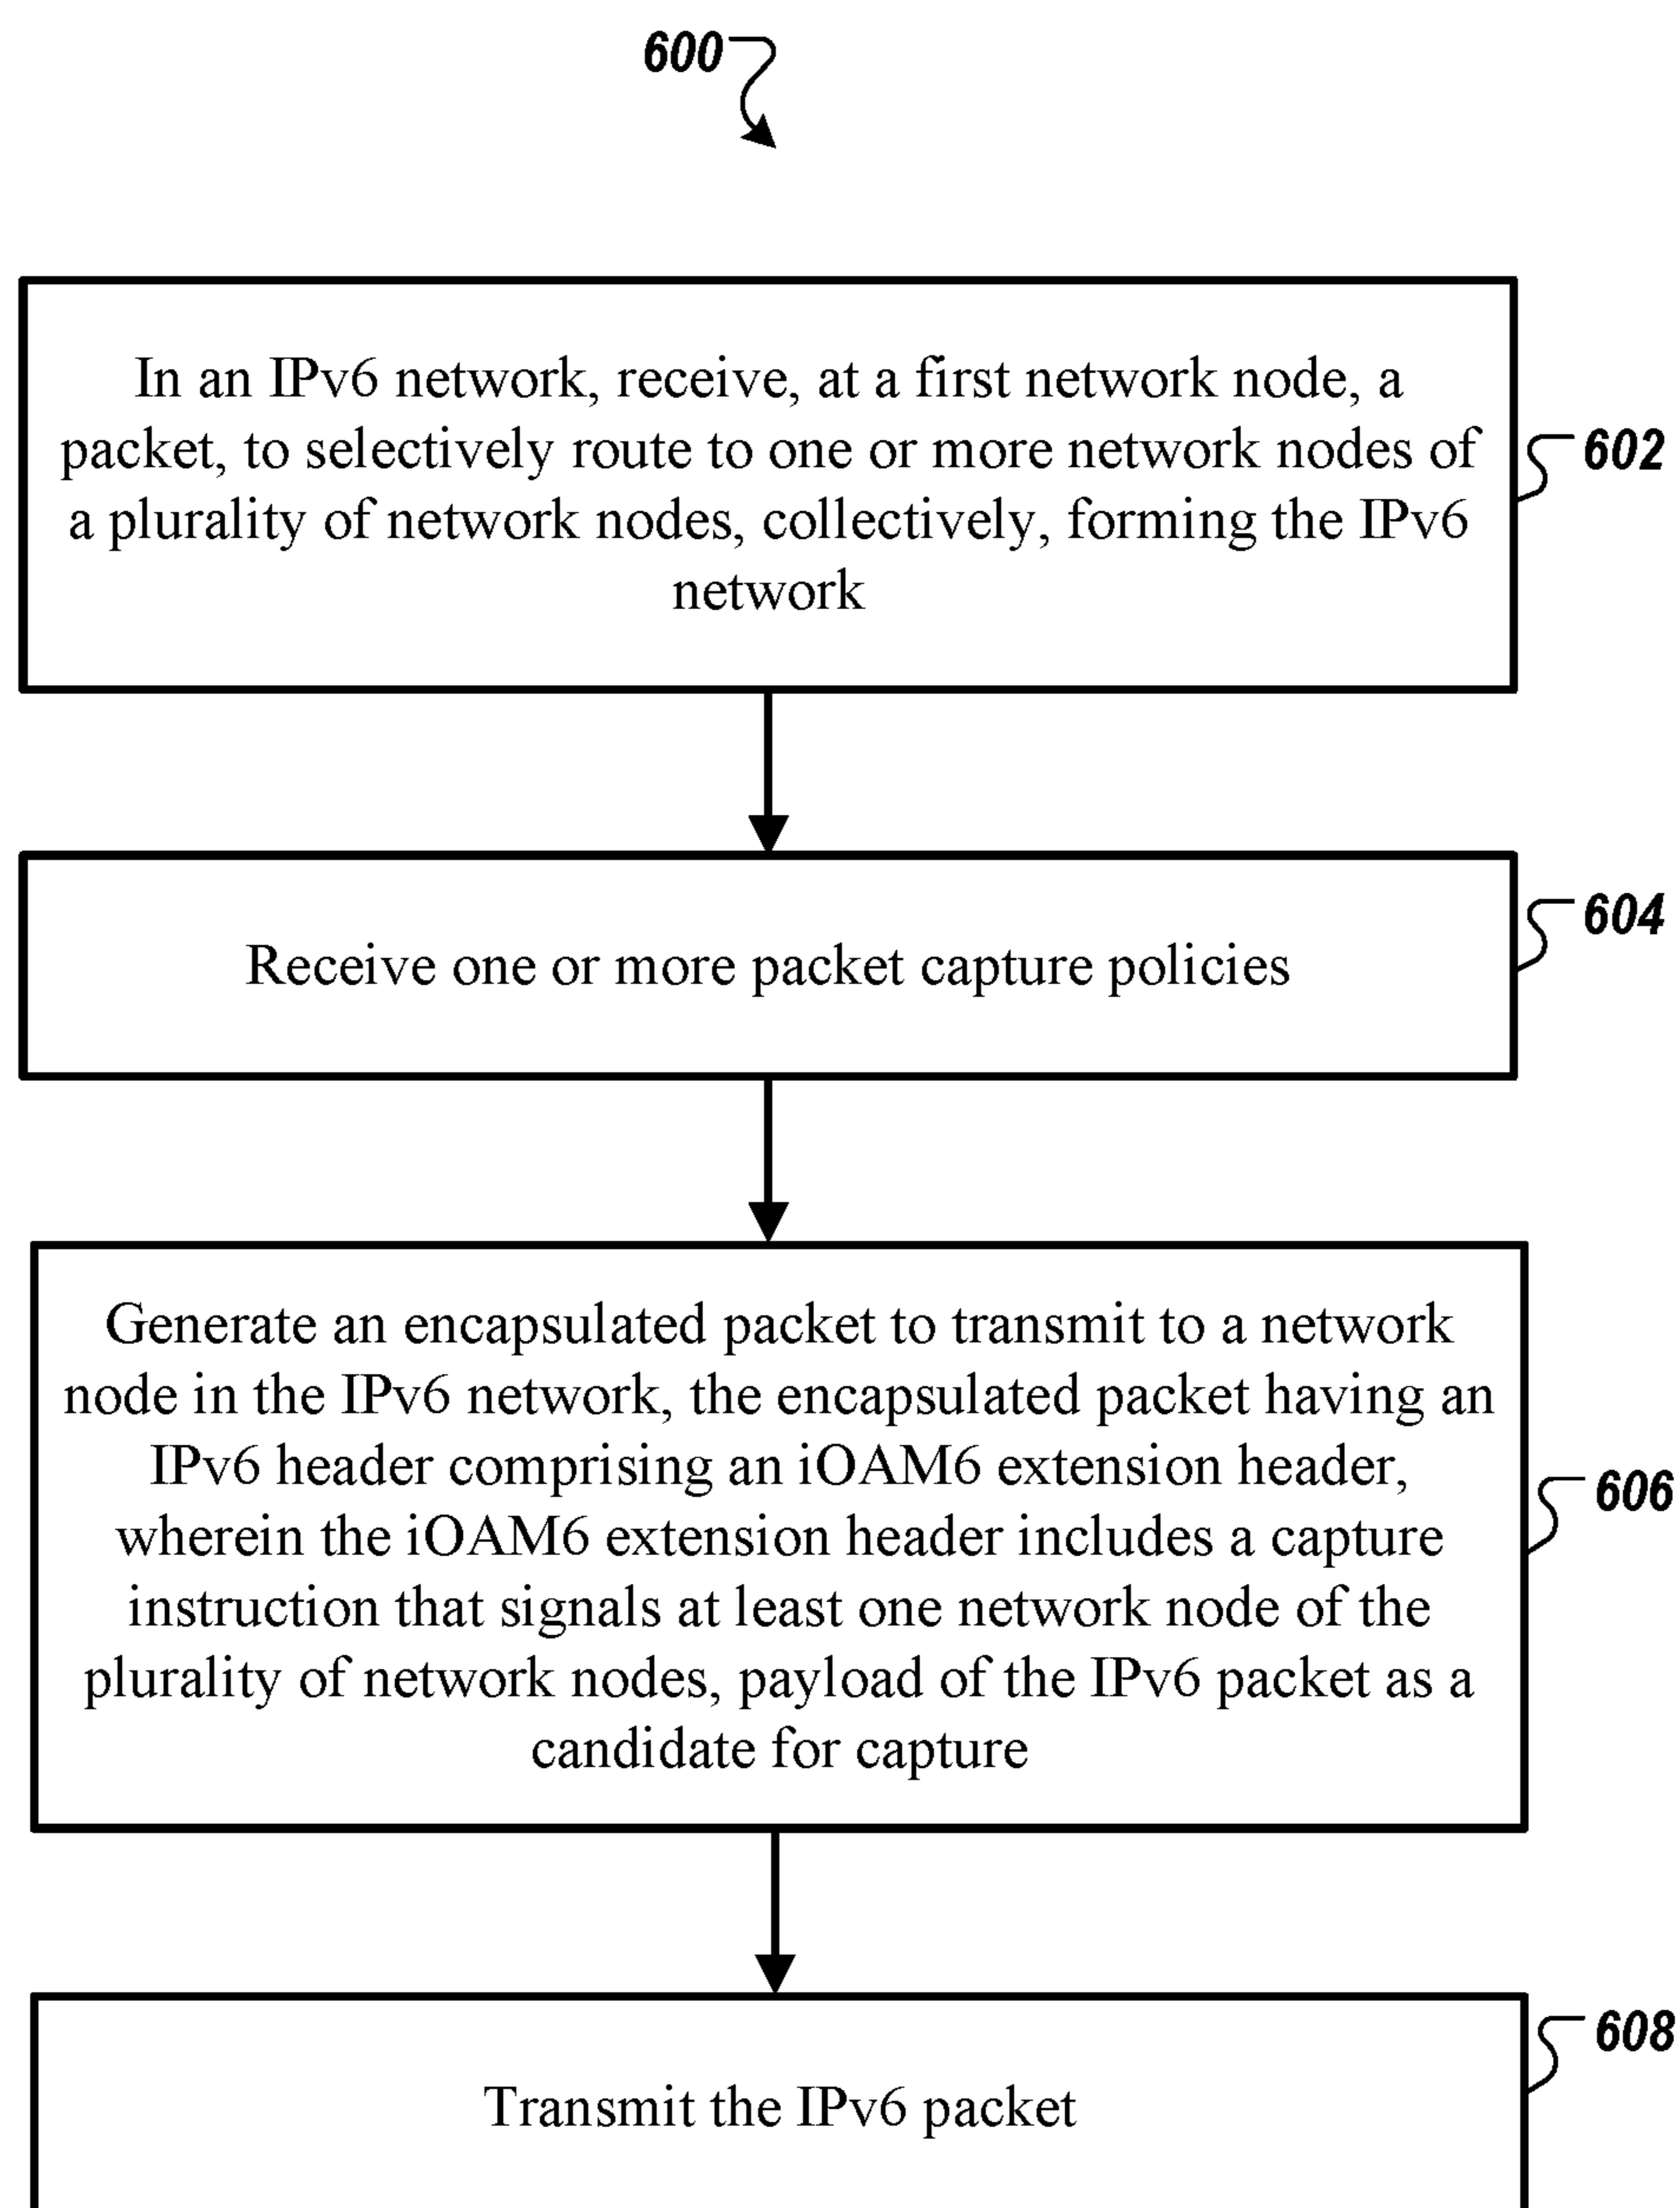 600
In an IPv6 network, receive, at a first network node, a
packet, to selectively route to one or more network nodes of
a plurality of network nodes, collectively, forming the IPv6
network
602
Receive one or more packet capture policies
604
Generate an encapsulated packet to transmit to a network
node in the IPv6 network, the encapsulated packet having an
IPv6 header comprising an iOAM6 extension header,
wherein the iOAM6 extension header includes a capture
instruction that signals at least one network node of the
plurality of network nodes, payload of the IPv6 packet as a
candidate for capture
606
Transmit the IPv6 packet
608